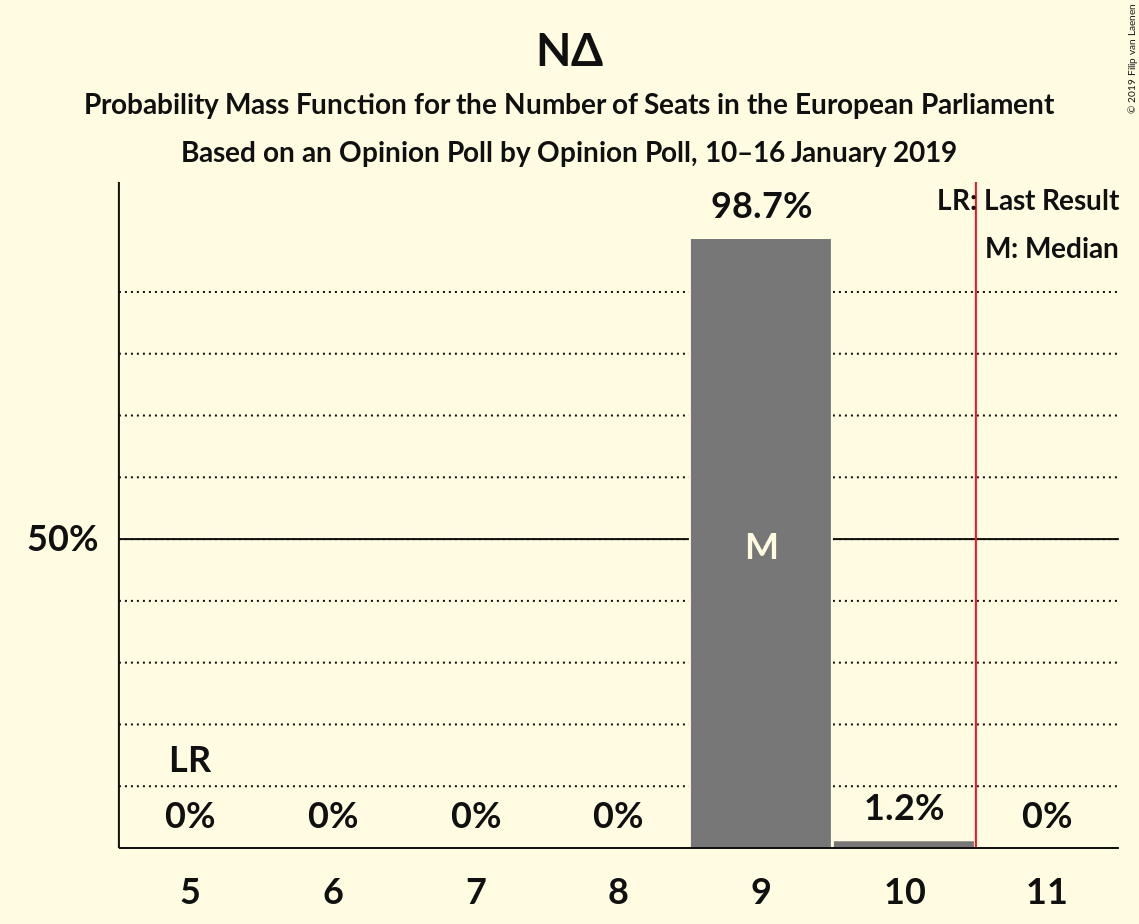 ΝΔ
Probability Mass Function for the Number of Seats in the European Parliament
Based on an Opinion Poll by Opinion Poll, 10–16 January 2019
© 2019 Filip van Laenen
LR: Last Result
M: Median
98.7%
50%
M
LR
0% 0% 0% 0% 1.2% 0%
5 6 7 8 9 10 11